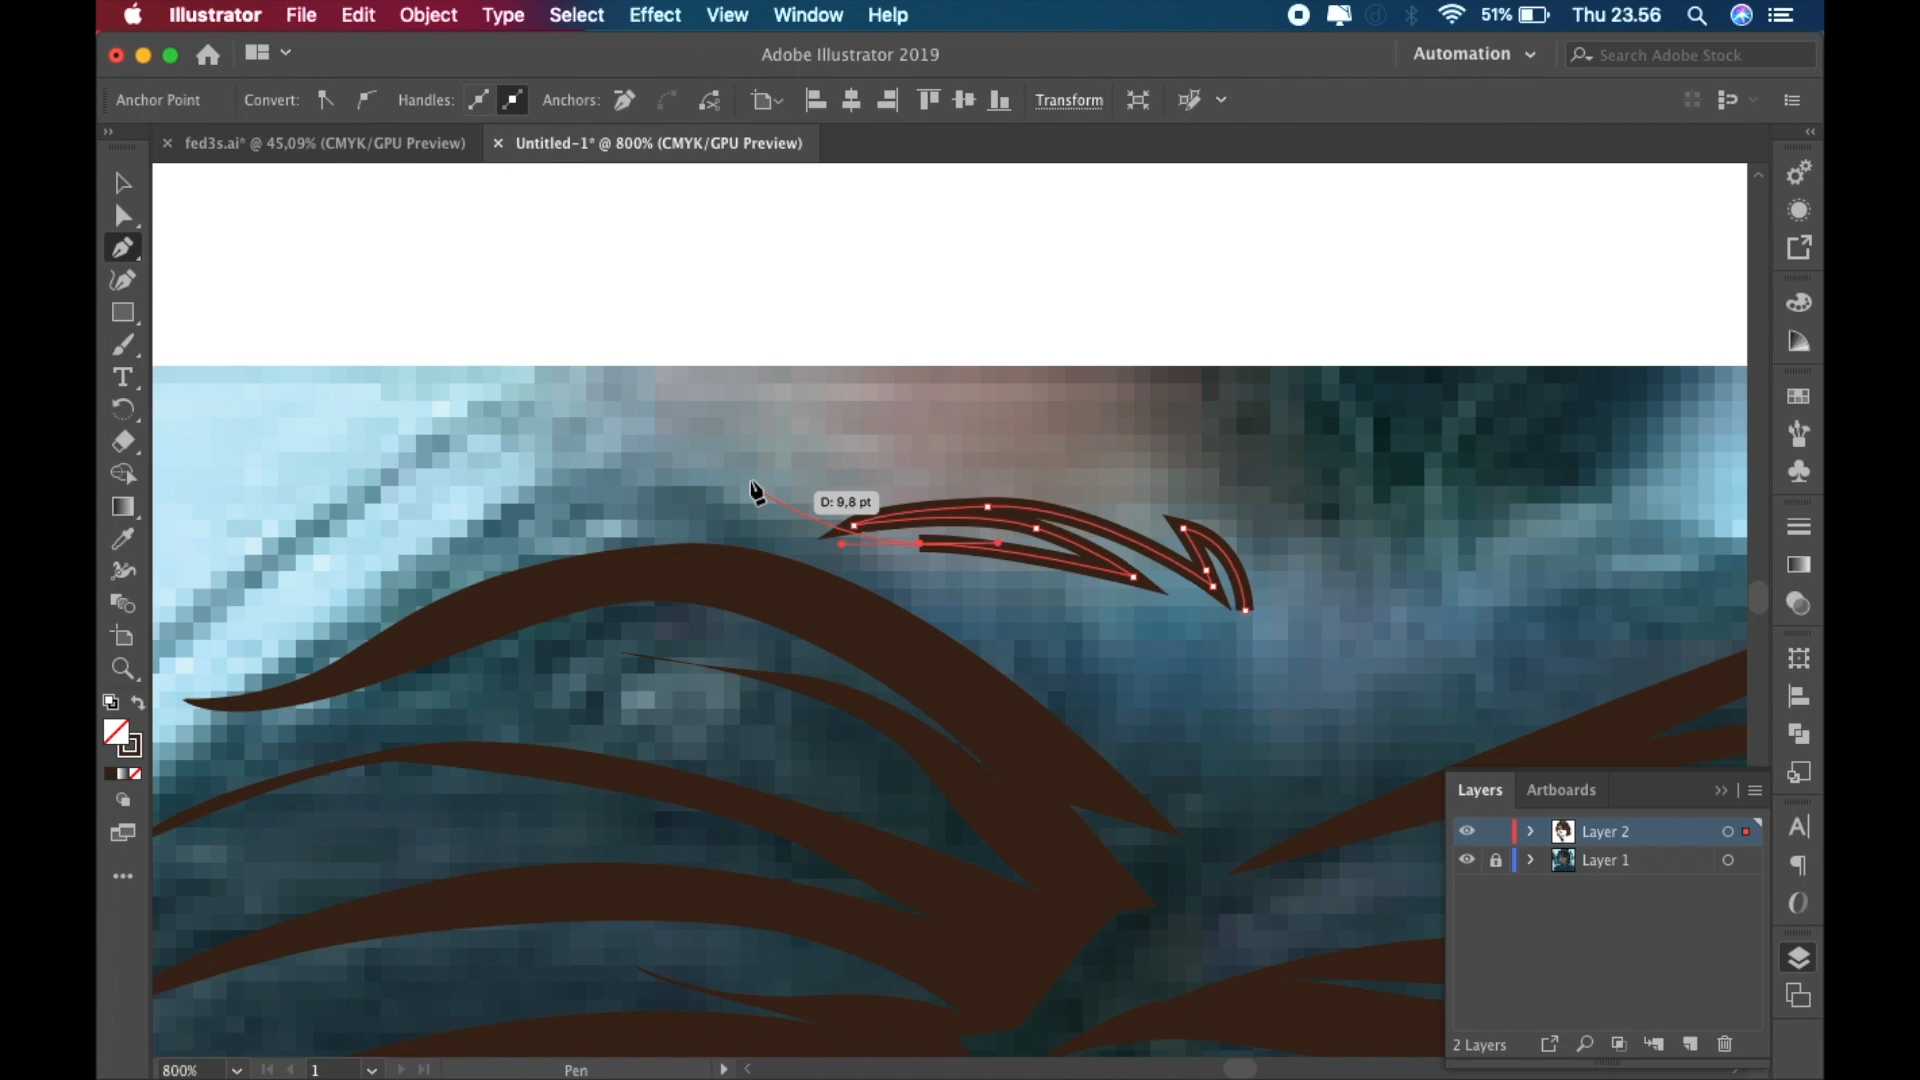 Illustrator File Edit Object Type Select Effect View Window Help 51% Thu 23.56
Adobe Illustrator 2019 Automation Search Adobe Stock
Anchor Point Convert: Handles: Anchors: Transform
fed3s.ai* @ 45,09% (CMYK/GPU Preview) Untitled-1* @ 800% (CMYK/GPU Preview)
D: 9,8 pt
Layers Artboards
Layer 2
Layer 1
2 Layers
800% 1 Pen